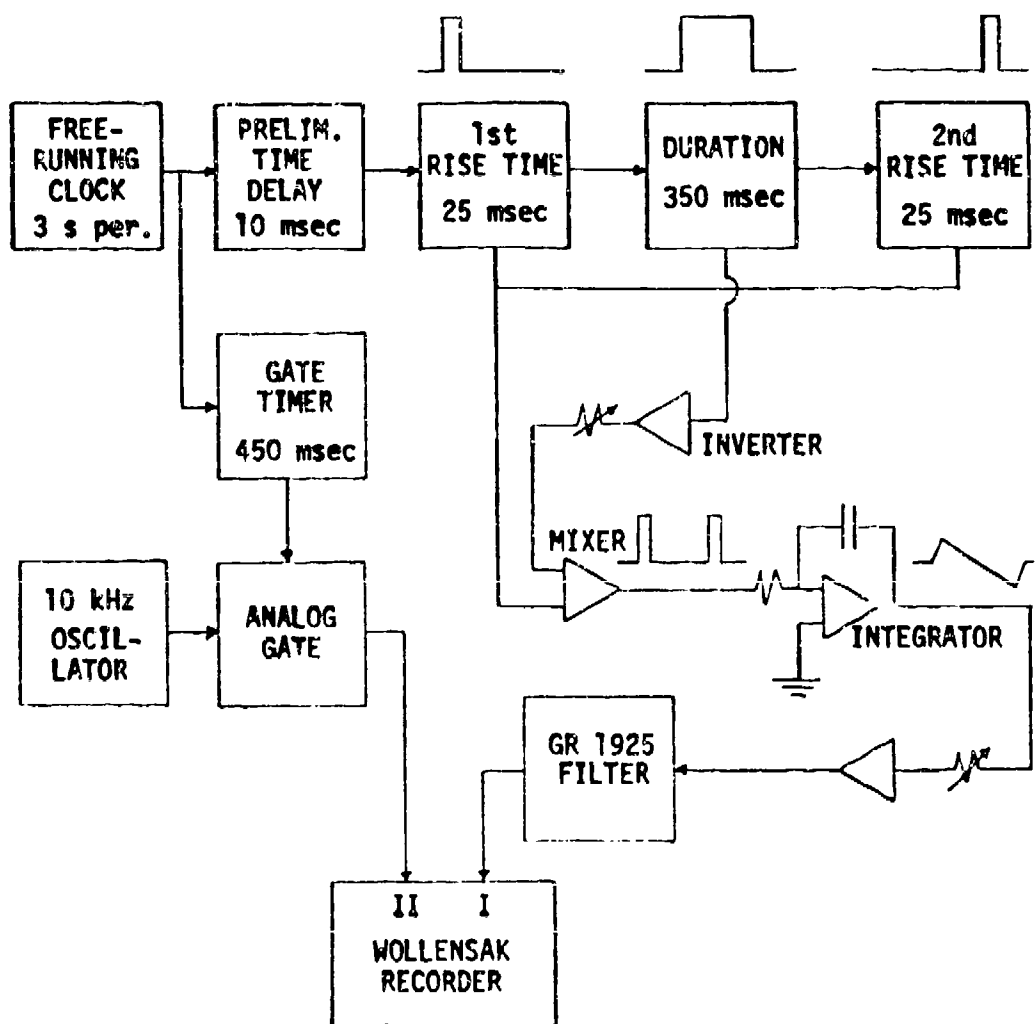 FREE-
RUNNING
CLOCK
3 s per.
PRELIM.
TIME
DELAY
10 msec
1st
RISE TIME
25 msec
DURATION
350 msec
2nd
RISE TIME
25 msec
GATE
TIMER
450 msec
INVERTER
MIXER
INTEGRATOR
10 kHz
OSCIL-
LATOR
ANALOG
GATE
GR 1925
FILTER
II I
WOLLENSAK
RECORDER